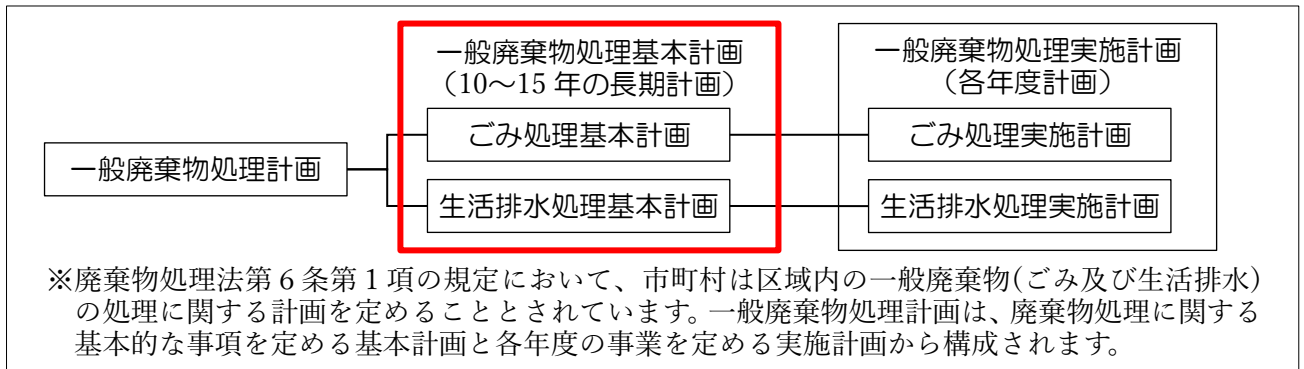 一般廃棄物処理基本計画
（10～15 年の長期計画）
一般廃棄物処理実施計画
（各年度計画）
ごみ処理基本計画
ごみ処理実施計画
一般廃棄物処理計画
生活排水処理基本計画
生活排水処理実施計画
※廃棄物処理法第 6 条第 1 項の規定において、市町村は区域内の一般廃棄物(ごみ及び生活排水)
の処理に関する計画を定めることとされています。一般廃棄物処理計画は、廃棄物処理に関する
基本的な事項を定める基本計画と各年度の事業を定める実施計画から構成されます。